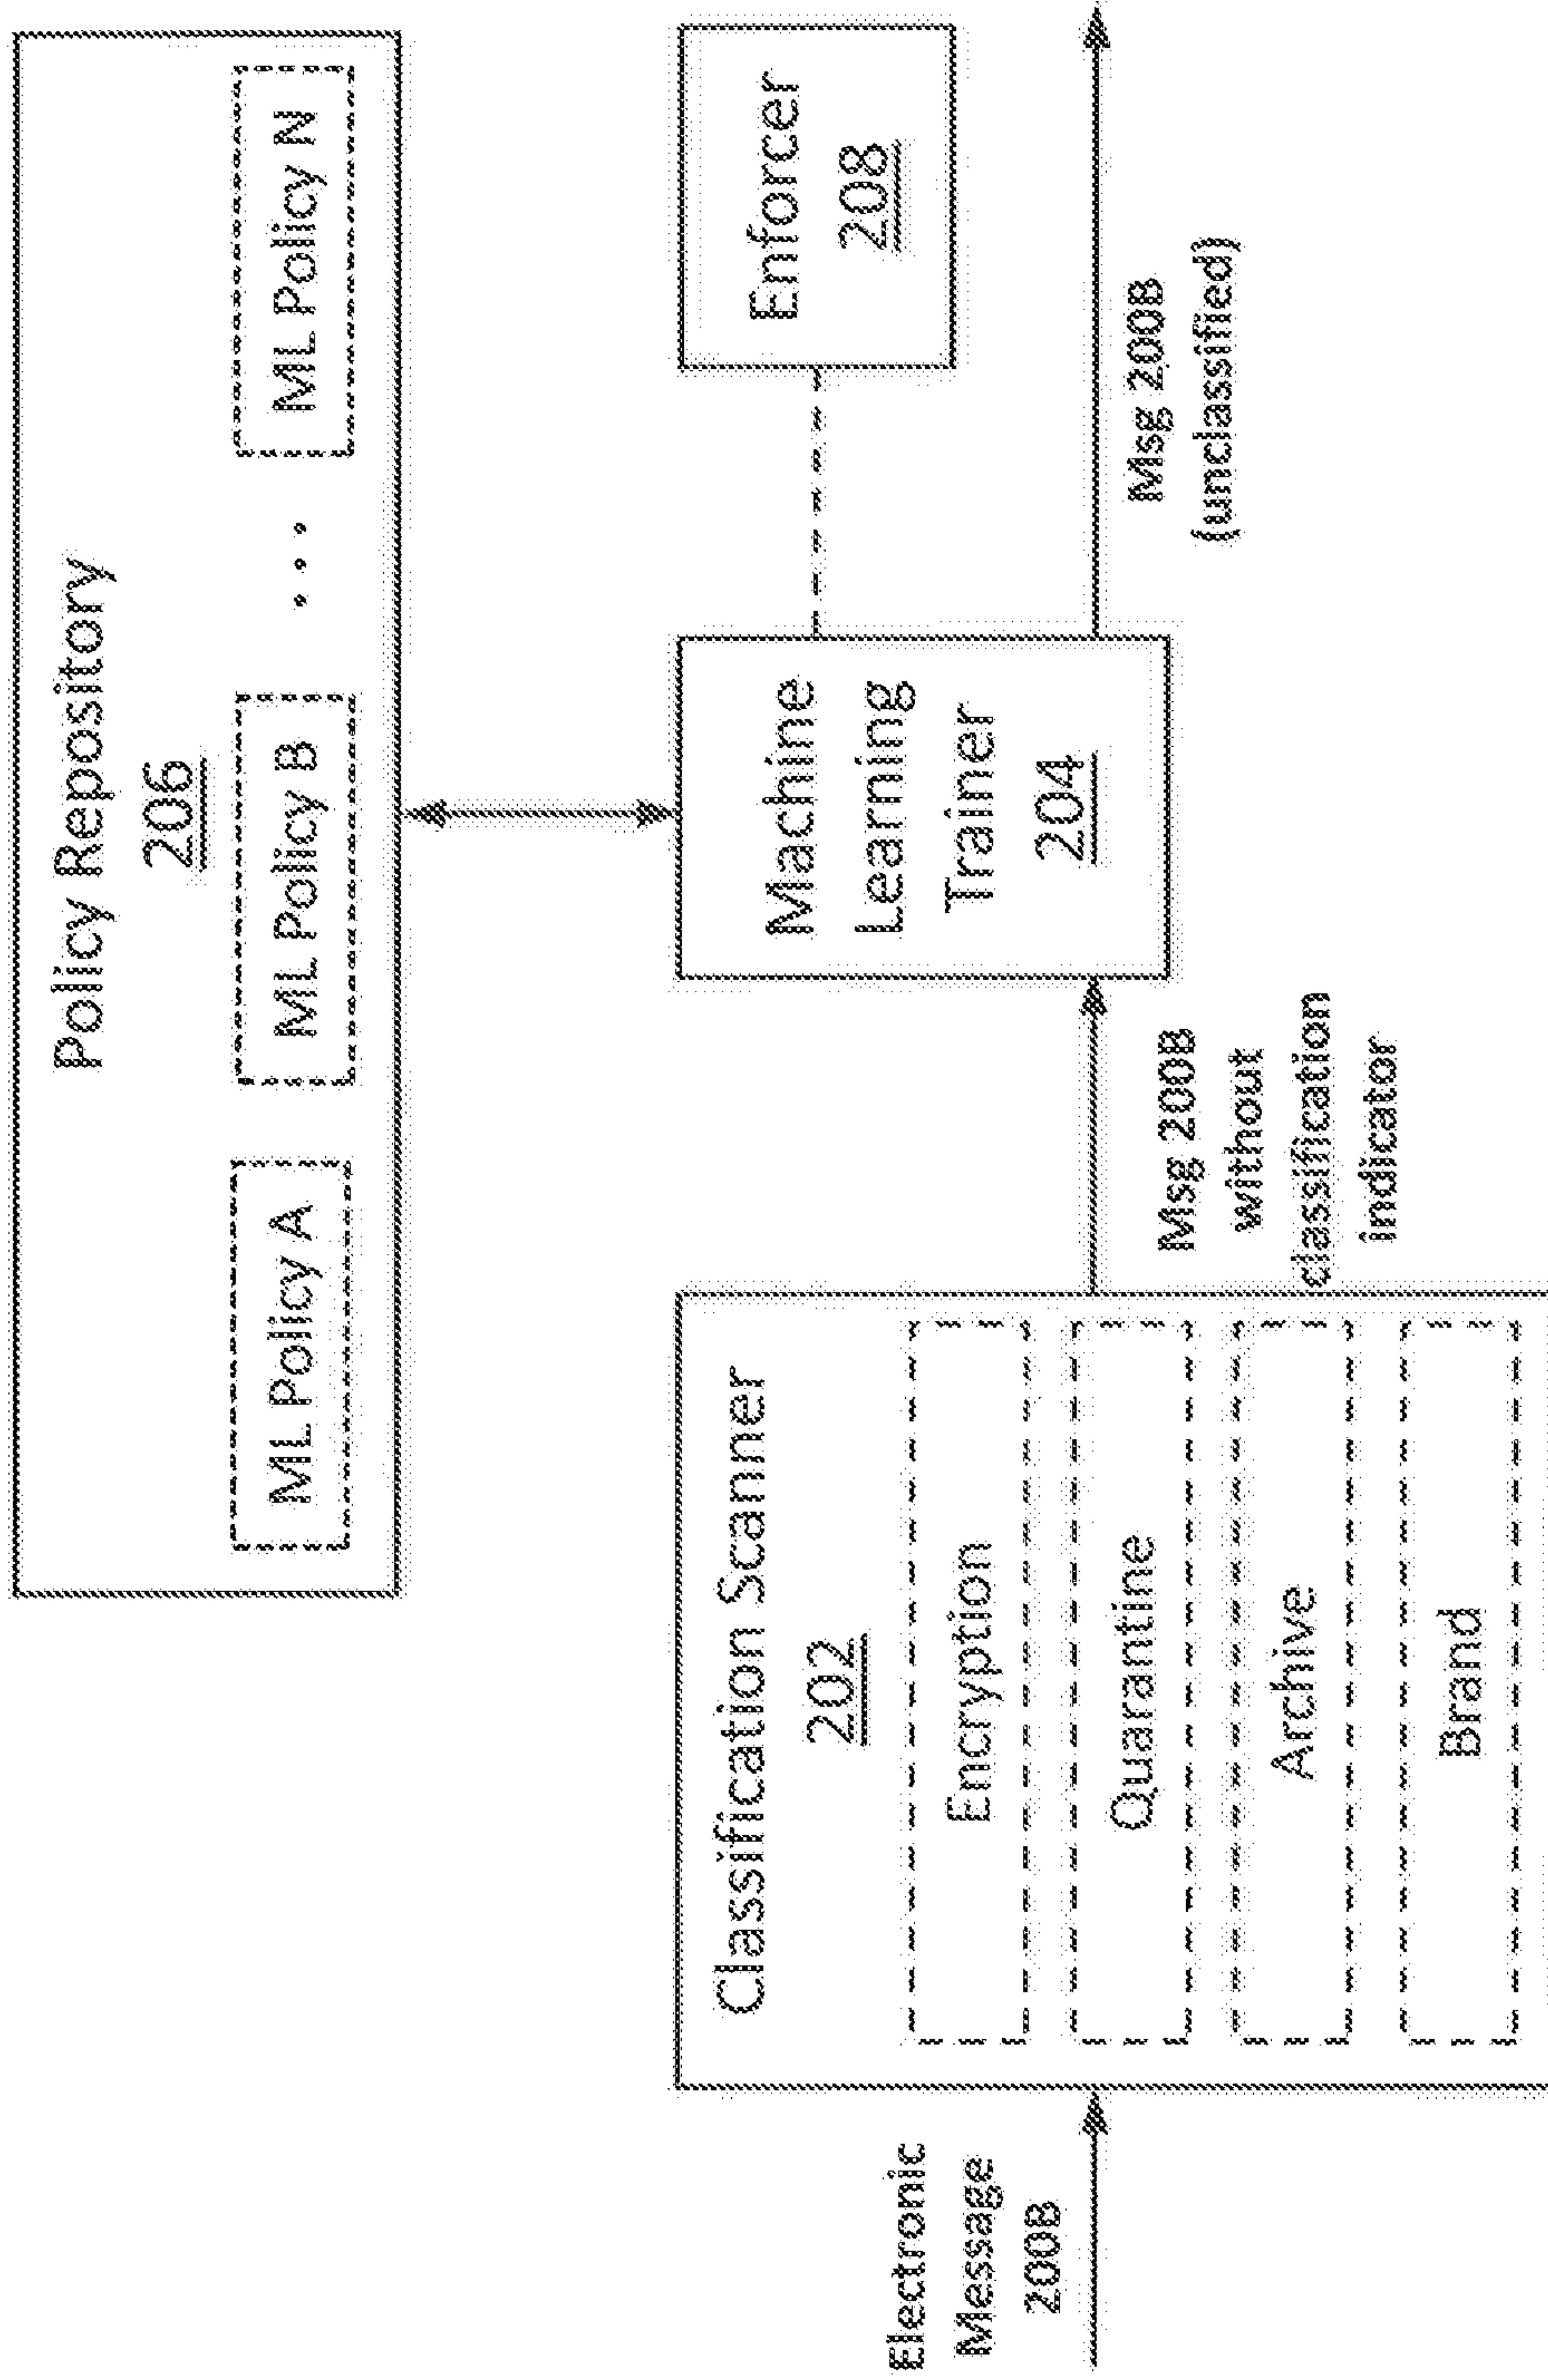 Policy Repository
206
ML Policy A
ML Policy B
...
ML Policy N
Electronic
Message
200B
Classification Scanner
202
Encryption
Quarantine
Archive
Brand
Msg 200B
without
classification
indicator
Machine
Learning
Trainer
204
Enforcer
208
Msg 200B
(unclassified)